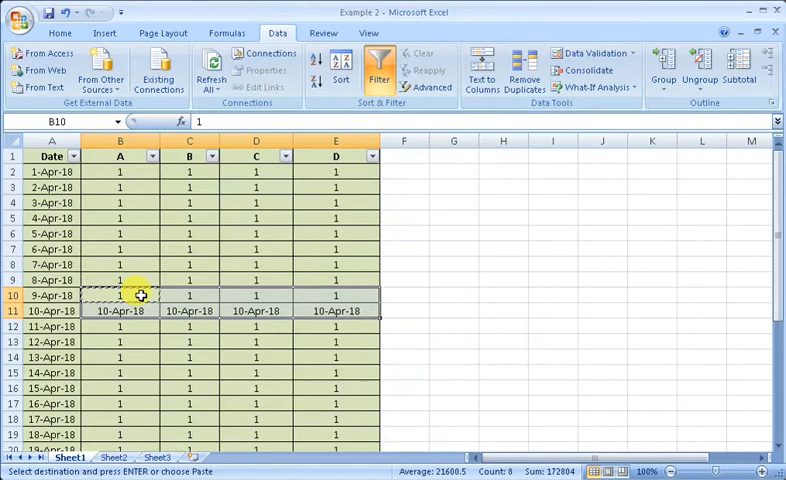 Example 2 - Microsoft Excel
Home Insert Page Layout Formulas Data Review View
From Access
From Web
From Text
From Other Sources
Existing Connections
Get External Data
Refresh All
Connections
Properties
Edit Links
Connections
Sort
Filter
Clear
Reapply
Advanced
Sort & Filter
Text to Columns
Remove Duplicates
Data Validation
Consolidate
What-If Analysis
Data Tools
Group
Ungroup
Subtotal
Outline
B10 fx 1
A B C D E F G H I J K L M
1 Date A B C D
2 1-Apr-18 1 1 1 1
3 2-Apr-18 1 1 1 1
4 3-Apr-18 1 1 1 1
5 4-Apr-18 1 1 1 1
6 5-Apr-18 1 1 1 1
7 6-Apr-18 1 1 1 1
8 7-Apr-18 1 1 1 1
9 8-Apr-18 1 1 1 1
10 9-Apr-18 1 1 1 1
11 10-Apr-18 10-Apr-18 10-Apr-18 10-Apr-18 10-Apr-18
12 11-Apr-18 1 1 1 1
13 12-Apr-18 1 1 1 1
14 13-Apr-18 1 1 1 1
15 14-Apr-18 1 1 1 1
16 15-Apr-18 1 1 1 1
17 16-Apr-18 1 1 1 1
18 17-Apr-18 1 1 1 1
19 18-Apr-18 1 1 1 1
20 19-Apr-18 1 1 1 1
Sheet1 Sheet2 Sheet3
Select destination and press ENTER or choose Paste Average: 21600.5 Count: 8 Sum: 172804 100%